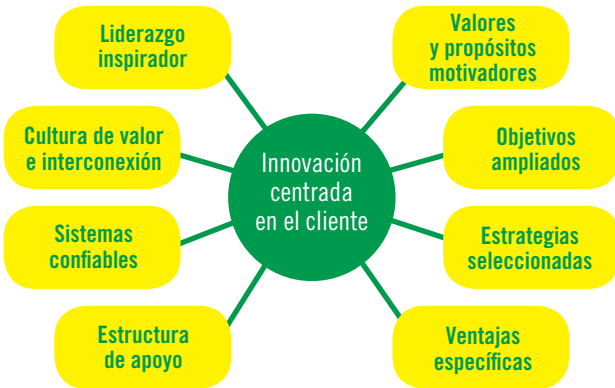 Liderazgo
inspirador
Valores
y propósitos
motivadores
Cultura de valor
e interconexión
Innovación
centrada
en el cliente
Objetivos
ampliados
Sistemas
confiables
Estrategias
seleccionadas
Estructura
de apoyo
Ventajas
específicas